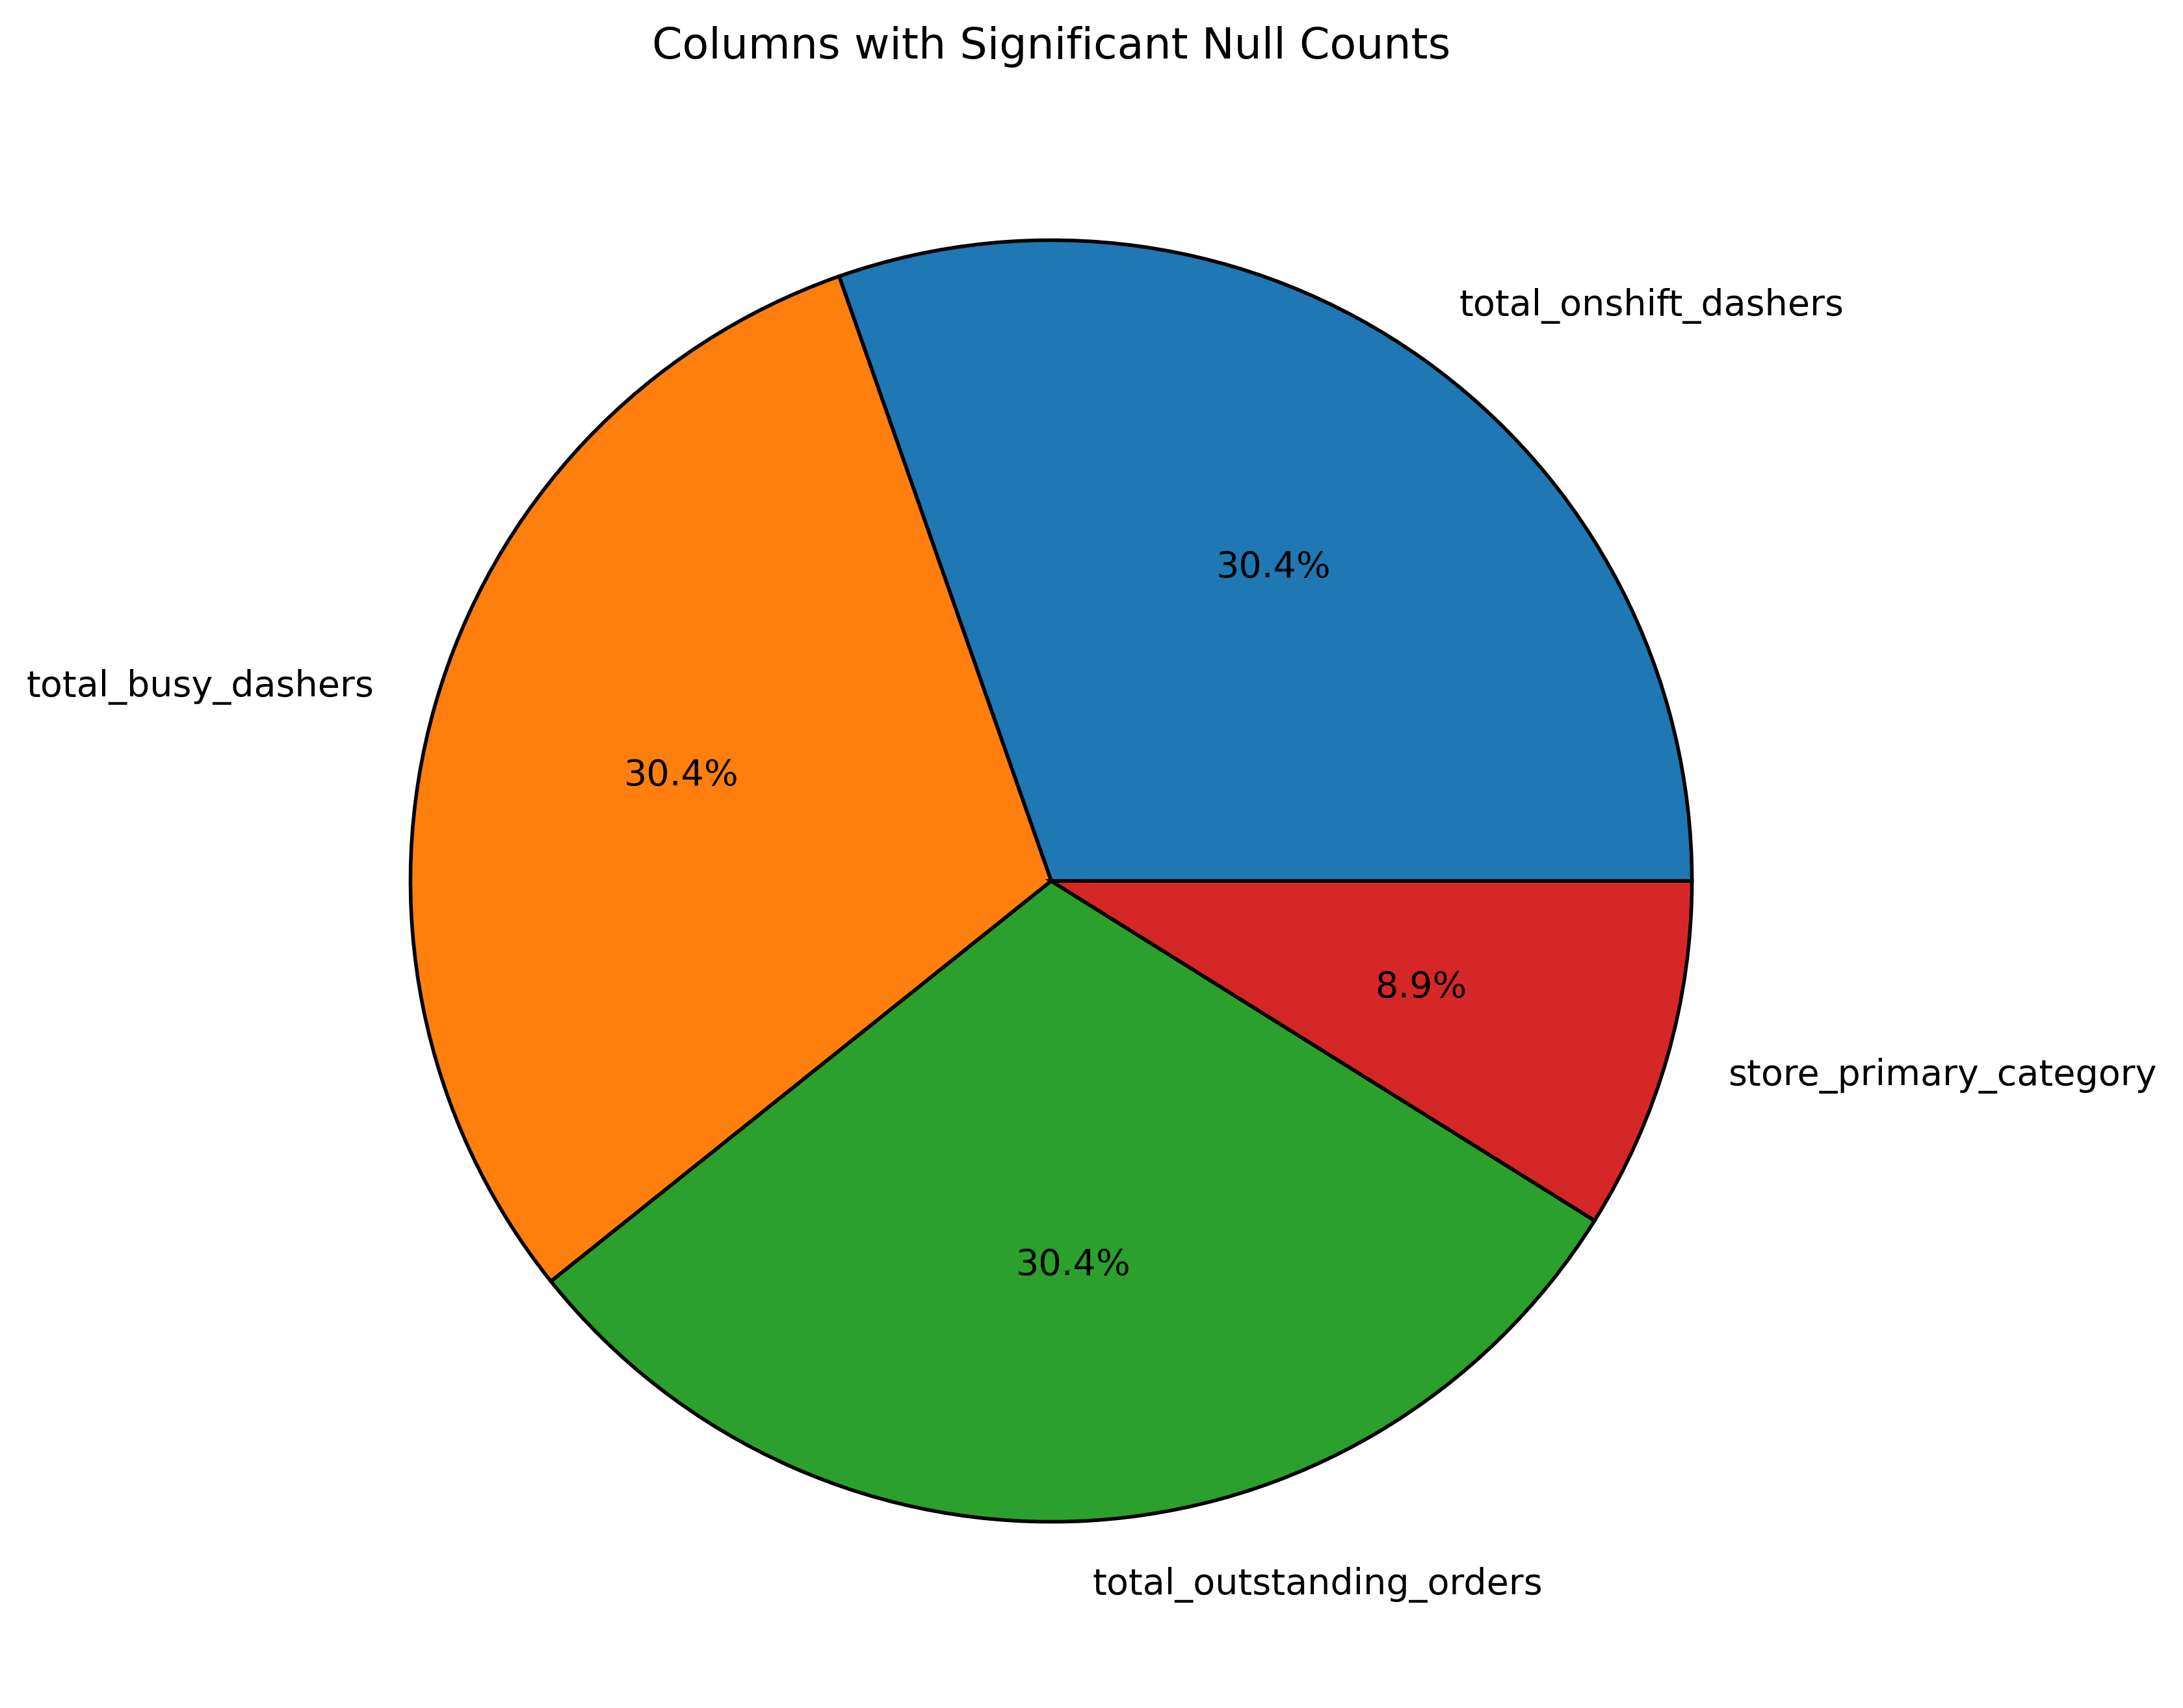 Columns with Significant Null Counts
total_onshift_dashers
30.4%
total_busy_dashers
30.4%
8.9%
store_primary_category
30.4%
total_outstanding_orders